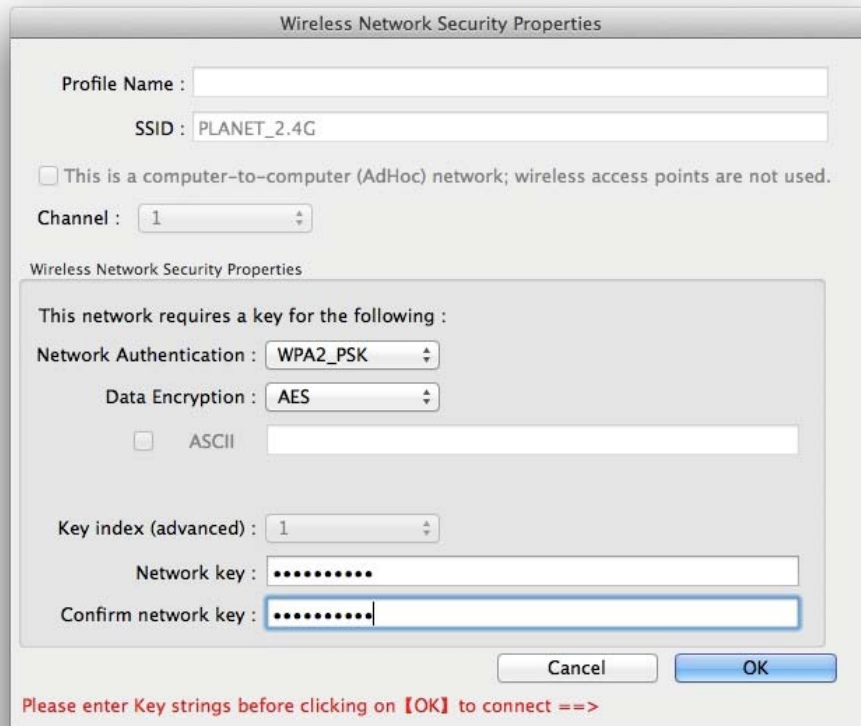 Wireless Network Security Properties
Profile Name :
SSID : PLANET_2.4G
This is a computer-to-computer (AdHoc) network; wireless access points are not used.
Channel : 1
Wireless Network Security Properties
This network requires a key for the following :
Network Authentication : WPA2_PSK
Data Encryption : AES
ASCII
Key index (advanced) : 1
Network key : ••••••••••
Confirm network key : ••••••••••
Cancel OK
Please enter Key strings before clicking on【OK】to connect ==>